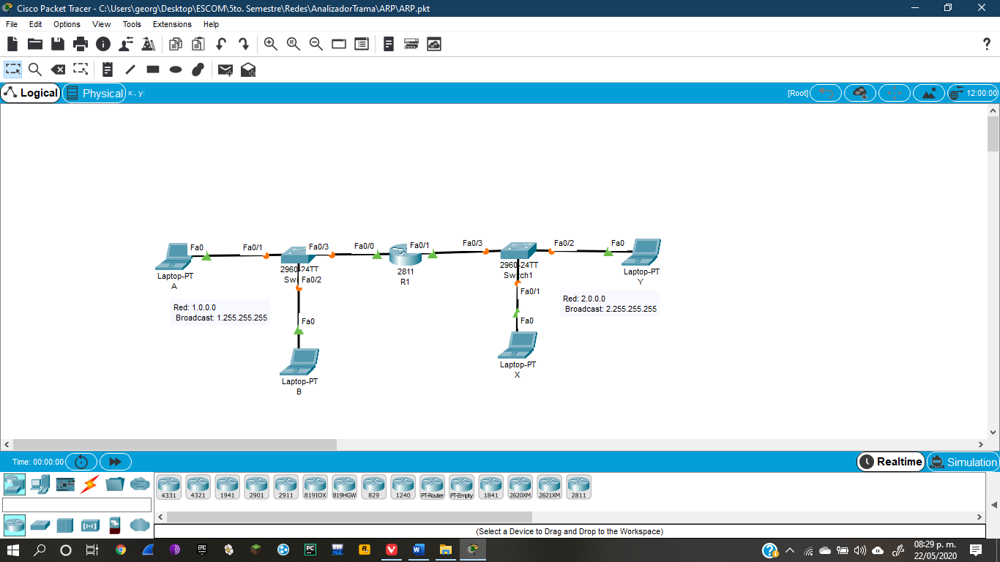 Cisco Packet Tracer - C:\Users\georg\Desktop\ESCOM\5to. Semestre\Redes\AnalizadorTrama\ARP\ARP.pkt
File Edit Options View Tools Extensions Help
Logical Physical x:, y: [Root] 12:00:00
Fa0 Fa0/1 Fa0/3 Fa0/0 Fa0/1 Fa0/3 Fa0/2 Fa0
Laptop-PT
A
2960-24TT
Fa0/2
2811
R1
2960-24TT
Switch1
Laptop-PT
Y
Fa0/1
Red: 1.0.0.0
Broadcast: 1.255.255.255
Red: 2.0.0.0
Broadcast: 2.255.255.255
Fa0
Fa0
Laptop-PT
B
Laptop-PT
X
Time: 00:00:00 Realtime Simulation
4331 4321 1941 2901 2911 819IOX 819HGW 829 1240 PT-Router PT-Empty 1841 2620XM 2621XM 2811
(Select a Device to Drag and Drop to the Workspace)
EPIC
PC
DEV
R
W
08:29 p. m.
22/05/2020